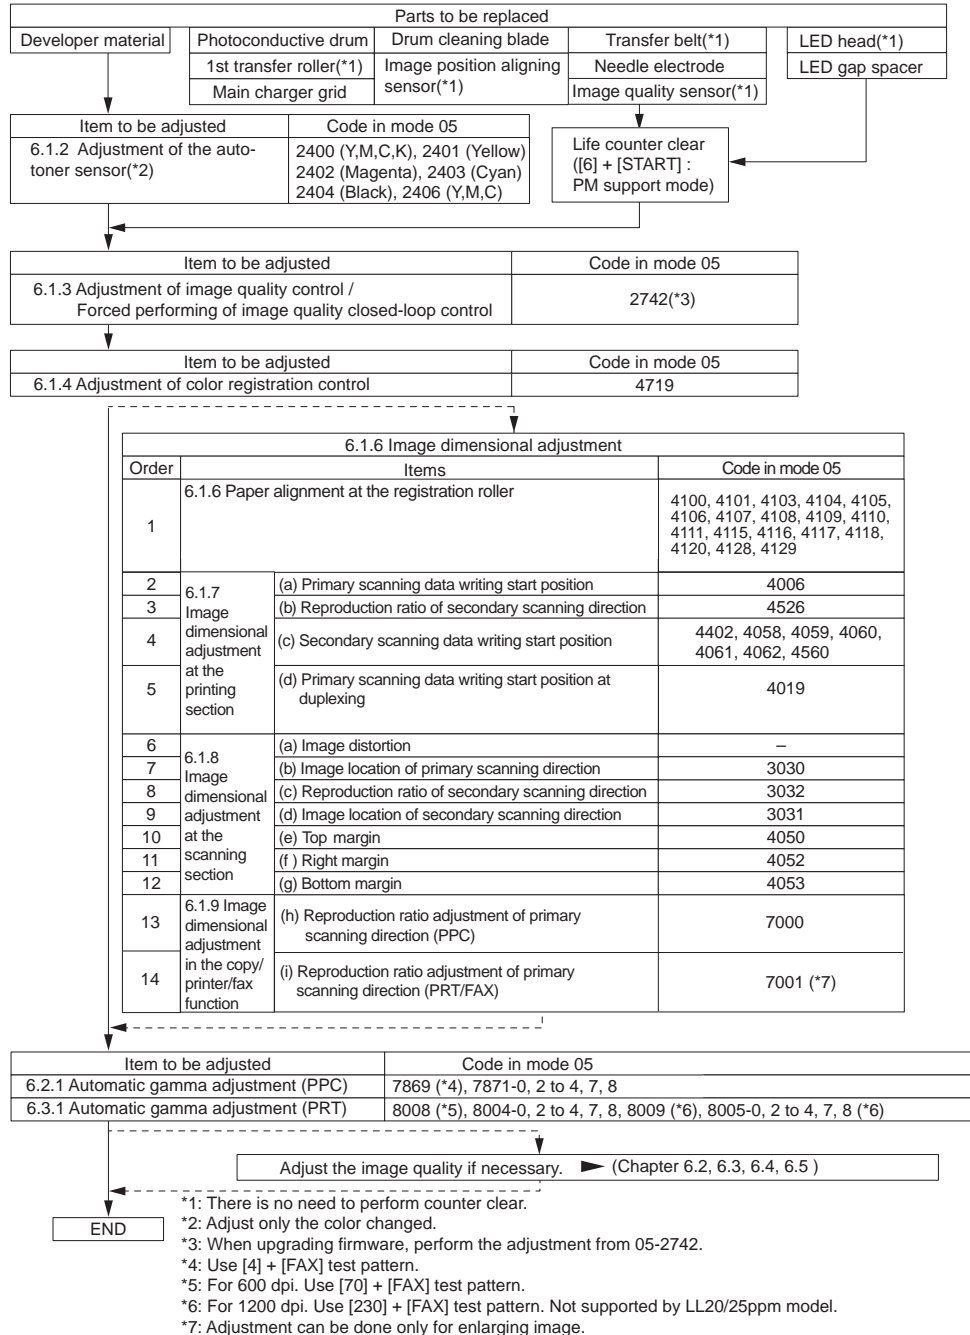 Parts to be replaced
Developer material
Photoconductive drum
Drum cleaning blade
Transfer belt(*1)
LED head(*1)
1st transfer roller(*1)
Image position aligning
sensor(*1)
Needle electrode
LED gap spacer
Main charger grid
Image quality sensor(*1)
Item to be adjusted
Code in mode 05
6.1.2 Adjustment of the auto-
toner sensor(*2)
2400 (Y,M,C,K), 2401 (Yellow)
2402 (Magenta), 2403 (Cyan)
2404 (Black), 2406 (Y,M,C)
Life counter clear
([6] + [START] :
PM support mode)
Item to be adjusted
Code in mode 05
6.1.3 Adjustment of image quality control /
Forced performing of image quality closed-loop control
2742(*3)
Item to be adjusted
Code in mode 05
6.1.4 Adjustment of color registration control
4719
6.1.6 Image dimensional adjustment
Order
Items
Code in mode 05
1
6.1.6 Paper alignment at the registration roller
4100, 4101, 4103, 4104, 4105,
4106, 4107, 4108, 4109, 4110,
4111, 4115, 4116, 4117, 4118,
4120, 4128, 4129
6.1.7
Image
dimensional
adjustment
at the
printing
section
2
(a) Primary scanning data writing start position
4006
3
(b) Reproduction ratio of secondary scanning direction
4526
4
(c) Secondary scanning data writing start position
4402, 4058, 4059, 4060,
4061, 4062, 4560
5
(d) Primary scanning data writing start position at
duplexing
4019
6.1.8
Image
dimensional
adjustment
at the
scanning
section
6
(a) Image distortion
–
7
(b) Image location of primary scanning direction
3030
8
(c) Reproduction ratio of secondary scanning direction
3032
9
(d) Image location of secondary scanning direction
3031
10
(e) Top margin
4050
11
(f ) Right margin
4052
12
(g) Bottom margin
4053
6.1.9 Image
dimensional
adjustment
in the copy/
printer/fax
function
13
(h) Reproduction ratio adjustment of primary
scanning direction (PPC)
7000
14
(i) Reproduction ratio adjustment of primary
scanning direction (PRT/FAX)
7001 (*7)
Item to be adjusted
Code in mode 05
6.2.1 Automatic gamma adjustment (PPC)
7869 (*4), 7871-0, 2 to 4, 7, 8
6.3.1 Automatic gamma adjustment (PRT)
8008 (*5), 8004-0, 2 to 4, 7, 8, 8009 (*6), 8005-0, 2 to 4, 7, 8 (*6)
Adjust the image quality if necessary. ► (Chapter 6.2, 6.3, 6.4, 6.5 )
END
*1: There is no need to perform counter clear.
*2: Adjust only the color changed.
*3: When upgrading firmware, perform the adjustment from 05-2742.
*4: Use [4] + [FAX] test pattern.
*5: For 600 dpi. Use [70] + [FAX] test pattern.
*6: For 1200 dpi. Use [230] + [FAX] test pattern. Not supported by LL20/25ppm model.
*7: Adjustment can be done only for enlarging image.